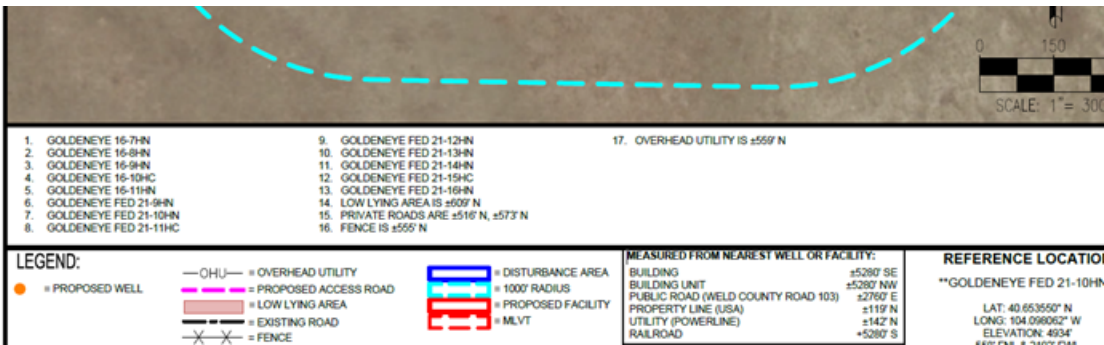 0 150
SCALE: 1"= 300
1. GOLDENEYE 16-7HN
2. GOLDENEYE 16-8HN
3. GOLDENEYE 16-9HN
4. GOLDENEYE 16-10HC
5. GOLDENEYE 16-11HN
6. GOLDENEYE FED 21-9HN
7. GOLDENEYE FED 21-10HN
8. GOLDENEYE FED 21-11HC
9. GOLDENEYE FED 21-12HN
10. GOLDENEYE FED 21-13HN
11. GOLDENEYE FED 21-14HN
12. GOLDENEYE FED 21-15HC
13. GOLDENEYE FED 21-16HN
14. LOW LYING AREA IS ±609' N
15. PRIVATE ROADS ARE ±516' N, ±573' N
16. FENCE IS ±555' N
17. OVERHEAD UTILITY IS ±559' N
LEGEND:
= PROPOSED WELL
OHU = OVERHEAD UTILITY
= PROPOSED ACCESS ROAD
= LOW LYING AREA
= EXISTING ROAD
= FENCE
= DISTURBANCE AREA
= 1000' RADIUS
= PROPOSED FACILITY
= MLVT
MEASURED FROM NEAREST WELL OR FACILITY:
BUILDING ±5280' SE
BUILDING UNIT ±5280' NW
PUBLIC ROAD (WELD COUNTY ROAD 103) ±2760' E
PROPERTY LINE (USA) ±119' N
UTILITY (POWERLINE) ±142' N
RAILROAD +5280' S
REFERENCE LOCATION
**GOLDENEYE FED 21-10HN
LAT: 40.653550° N
LONG: 104.098062° W
ELEVATION: 4934'